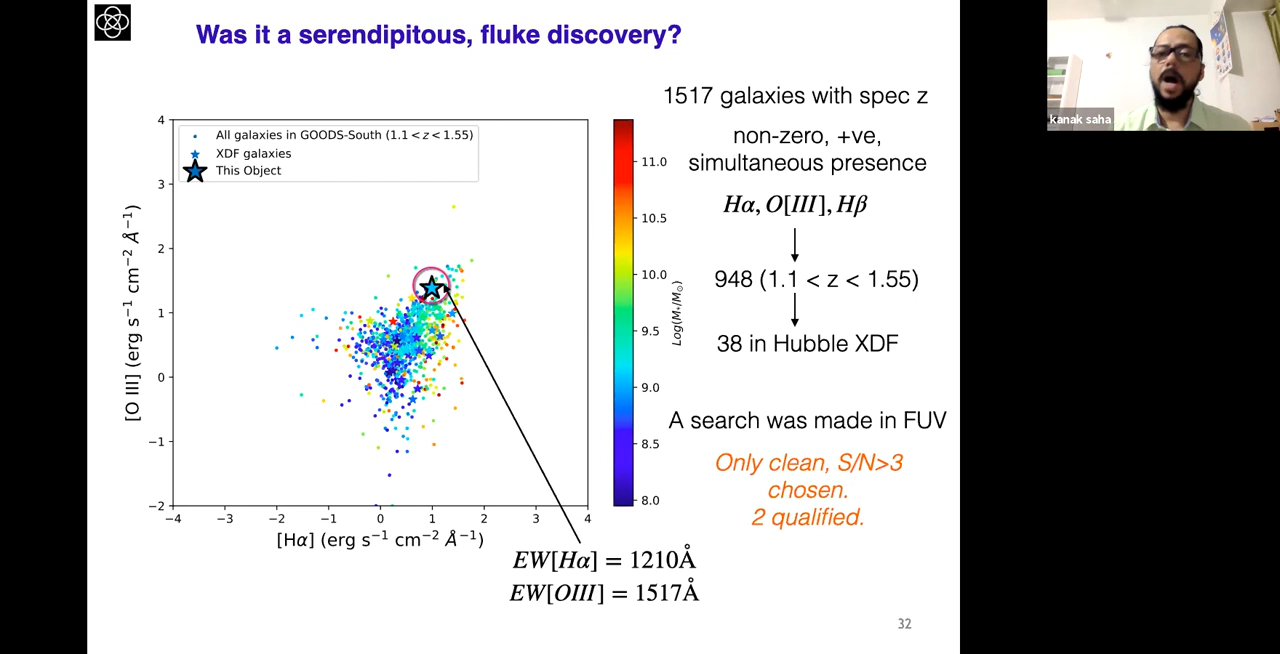 Was it a serendipitous, fluke discovery?
kanak saha
1517 galaxies with spec z
non-zero, +ve,
simultaneous presence
Hα, O[III], Hβ
948 (1.1 < z < 1.55)
38 in Hubble XDF
A search was made in FUV
Only clean, S/N>3
chosen.
2 qualified.
All galaxies in GOODS-South (1.1 < z < 1.55)
XDF galaxies
This Object
[O III] (erg s⁻¹ cm⁻² Å⁻¹)
4
3
2
1
0
−1
−2
−4 −3 −2 −1 0 1 2 3 4
[Hα] (erg s⁻¹ cm⁻² Å⁻¹)
11.0
10.5
10.0
9.5
9.0
8.5
8.0
Log(M*/M⊙)
EW[Hα] = 1210Å
EW[OIII] = 1517Å
32